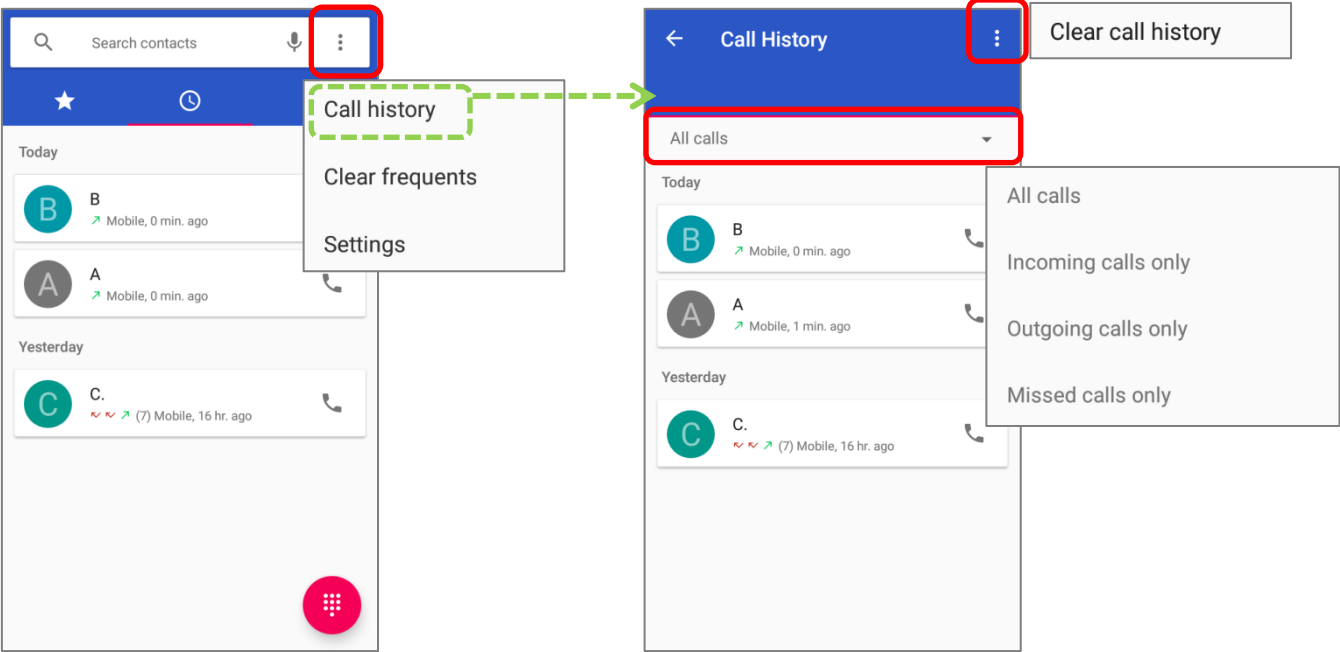 Search contacts
Call history
Clear frequents
Settings
Today
B
B
Mobile, 0 min. ago
A
A
Mobile, 0 min. ago
Yesterday
C
C.
(7) Mobile, 16 hr. ago
Call History
Clear call history
All calls
All calls
Incoming calls only
Outgoing calls only
Missed calls only
Today
B
B
Mobile, 0 min. ago
A
A
Mobile, 1 min. ago
Yesterday
C
C.
(7) Mobile, 16 hr. ago